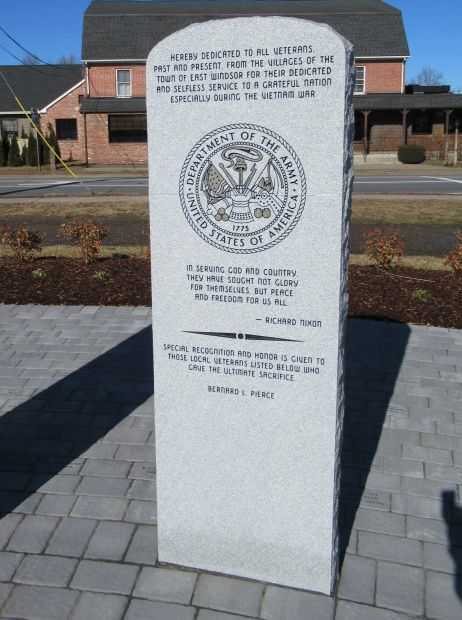 HEREBY DEDICATED TO ALL VETERANS,
PAST AND PRESENT, FROM THE VILLAGES OF THE
TOWN OF EAST WINDSOR FOR THEIR DEDICATED
AND SELFLESS SERVICE TO A GRATEFUL NATION
ESPECIALLY DURING THE VIETNAM WAR
DEPARTMENT OF THE ARMY
1775
UNITED STATES OF AMERICA
IN SERVING GOD AND COUNTRY,
THEY HAVE SOUGHT NOT GLORY
FOR THEMSELVES, BUT PEACE
AND FREEDOM FOR US ALL.
— RICHARD NIXON
SPECIAL RECOGNITION AND HONOR IS GIVEN TO
THOSE LOCAL VETERANS LISTED BELOW WHO
GAVE THE ULTIMATE SACRIFICE
BERNARD L. PIERCE